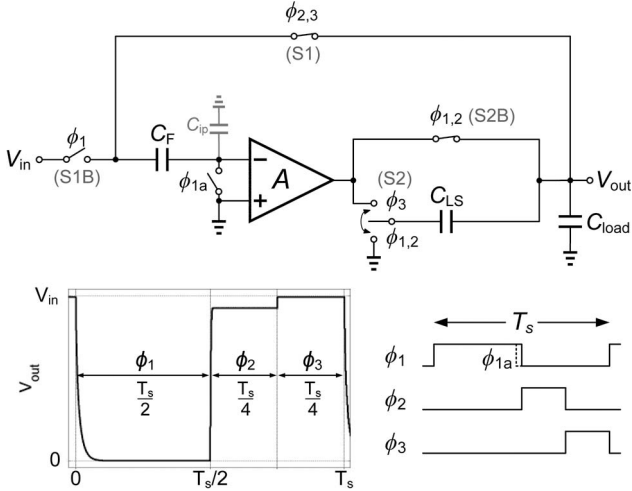 ϕ2,3
(S1)
Cip
ϕ1
CF
ϕ1,2 (S2B)
Vin
(S1B)
ϕ1a
−
+
A
(S2)
ϕ3
CLS
Vout
ϕ1,2
Cload
Vin
Vout
ϕ1 ϕ2 ϕ3
Ts/2 Ts/4 Ts/4
0
0 Ts/2 Ts
Ts
ϕ1 ϕ1a
ϕ2
ϕ3